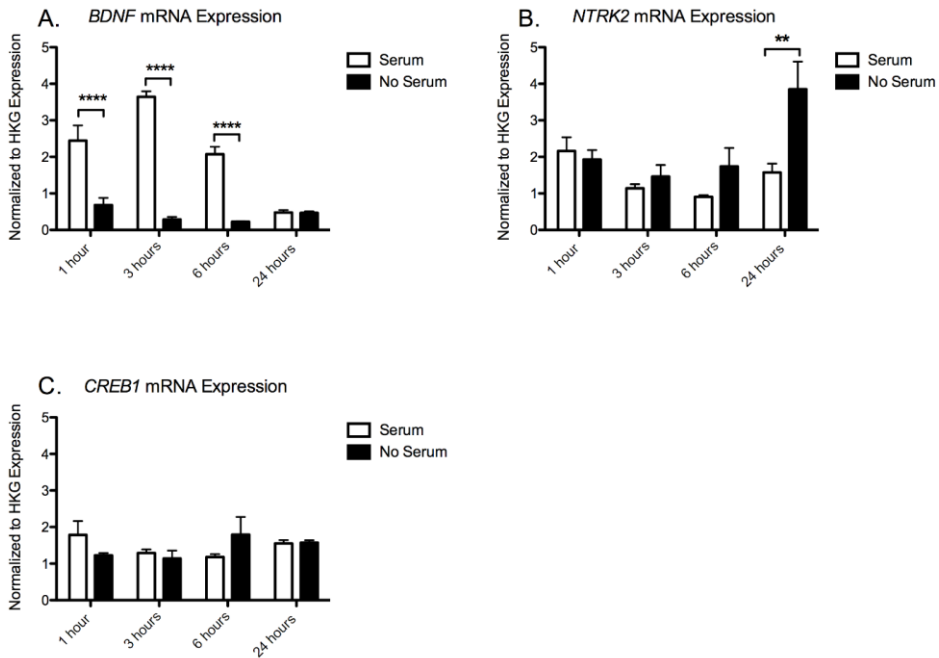 A. BDNF mRNA Expression
Normalized to HKG Expression
5
4
3
2
1
0
****
****
****
1 hour
3 hours
6 hours
24 hours
Serum
No Serum
B. NTRK2 mRNA Expression
Normalized to HKG Expression
5
4
3
2
1
0
**
1 hour
3 hours
6 hours
24 hours
Serum
No Serum
C. CREB1 mRNA Expression
Normalized to HKG Expression
5
4
3
2
1
0
1 hour
3 hours
6 hours
24 hours
Serum
No Serum